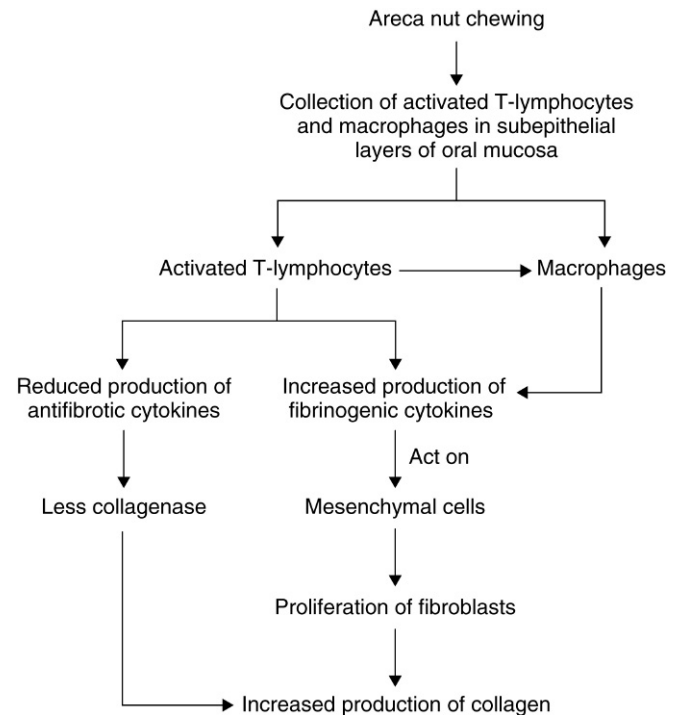 Areca nut chewing
Collection of activated T-lymphocytes
and macrophages in subepithelial
layers of oral mucosa
Activated T-lymphocytes
Macrophages
Reduced production of
antifibrotic cytokines
Increased production of
fibrinogenic cytokines
Act on
Less collagenase
Mesenchymal cells
Proliferation of fibroblasts
Increased production of collagen